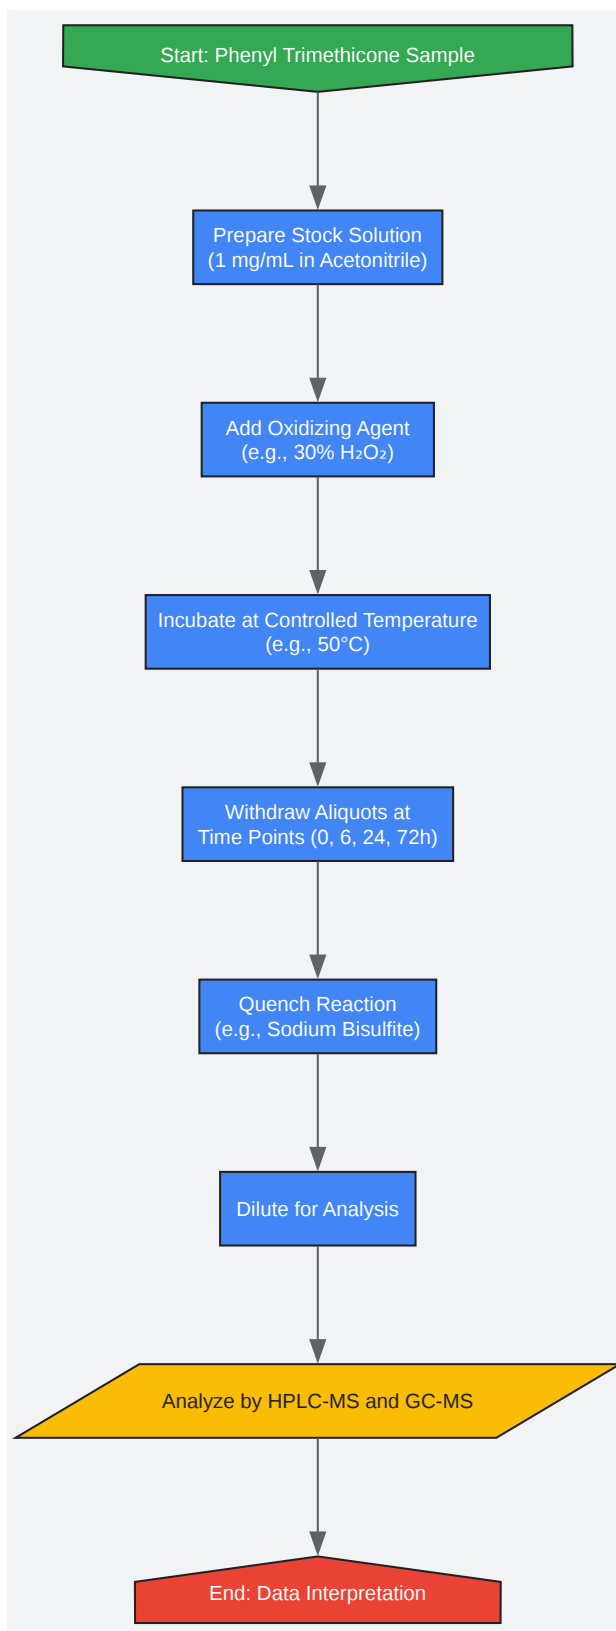 Start: Phenyl Trimethicone Sample
Prepare Stock Solution
(1 mg/mL in Acetonitrile)
Add Oxidizing Agent
(e.g., 30% H₂O₂)
Incubate at Controlled Temperature
(e.g., 50°C)
Withdraw Aliquots at
Time Points (0, 6, 24, 72h)
Quench Reaction
(e.g., Sodium Bisulfite)
Dilute for Analysis
Analyze by HPLC-MS and GC-MS
End: Data Interpretation